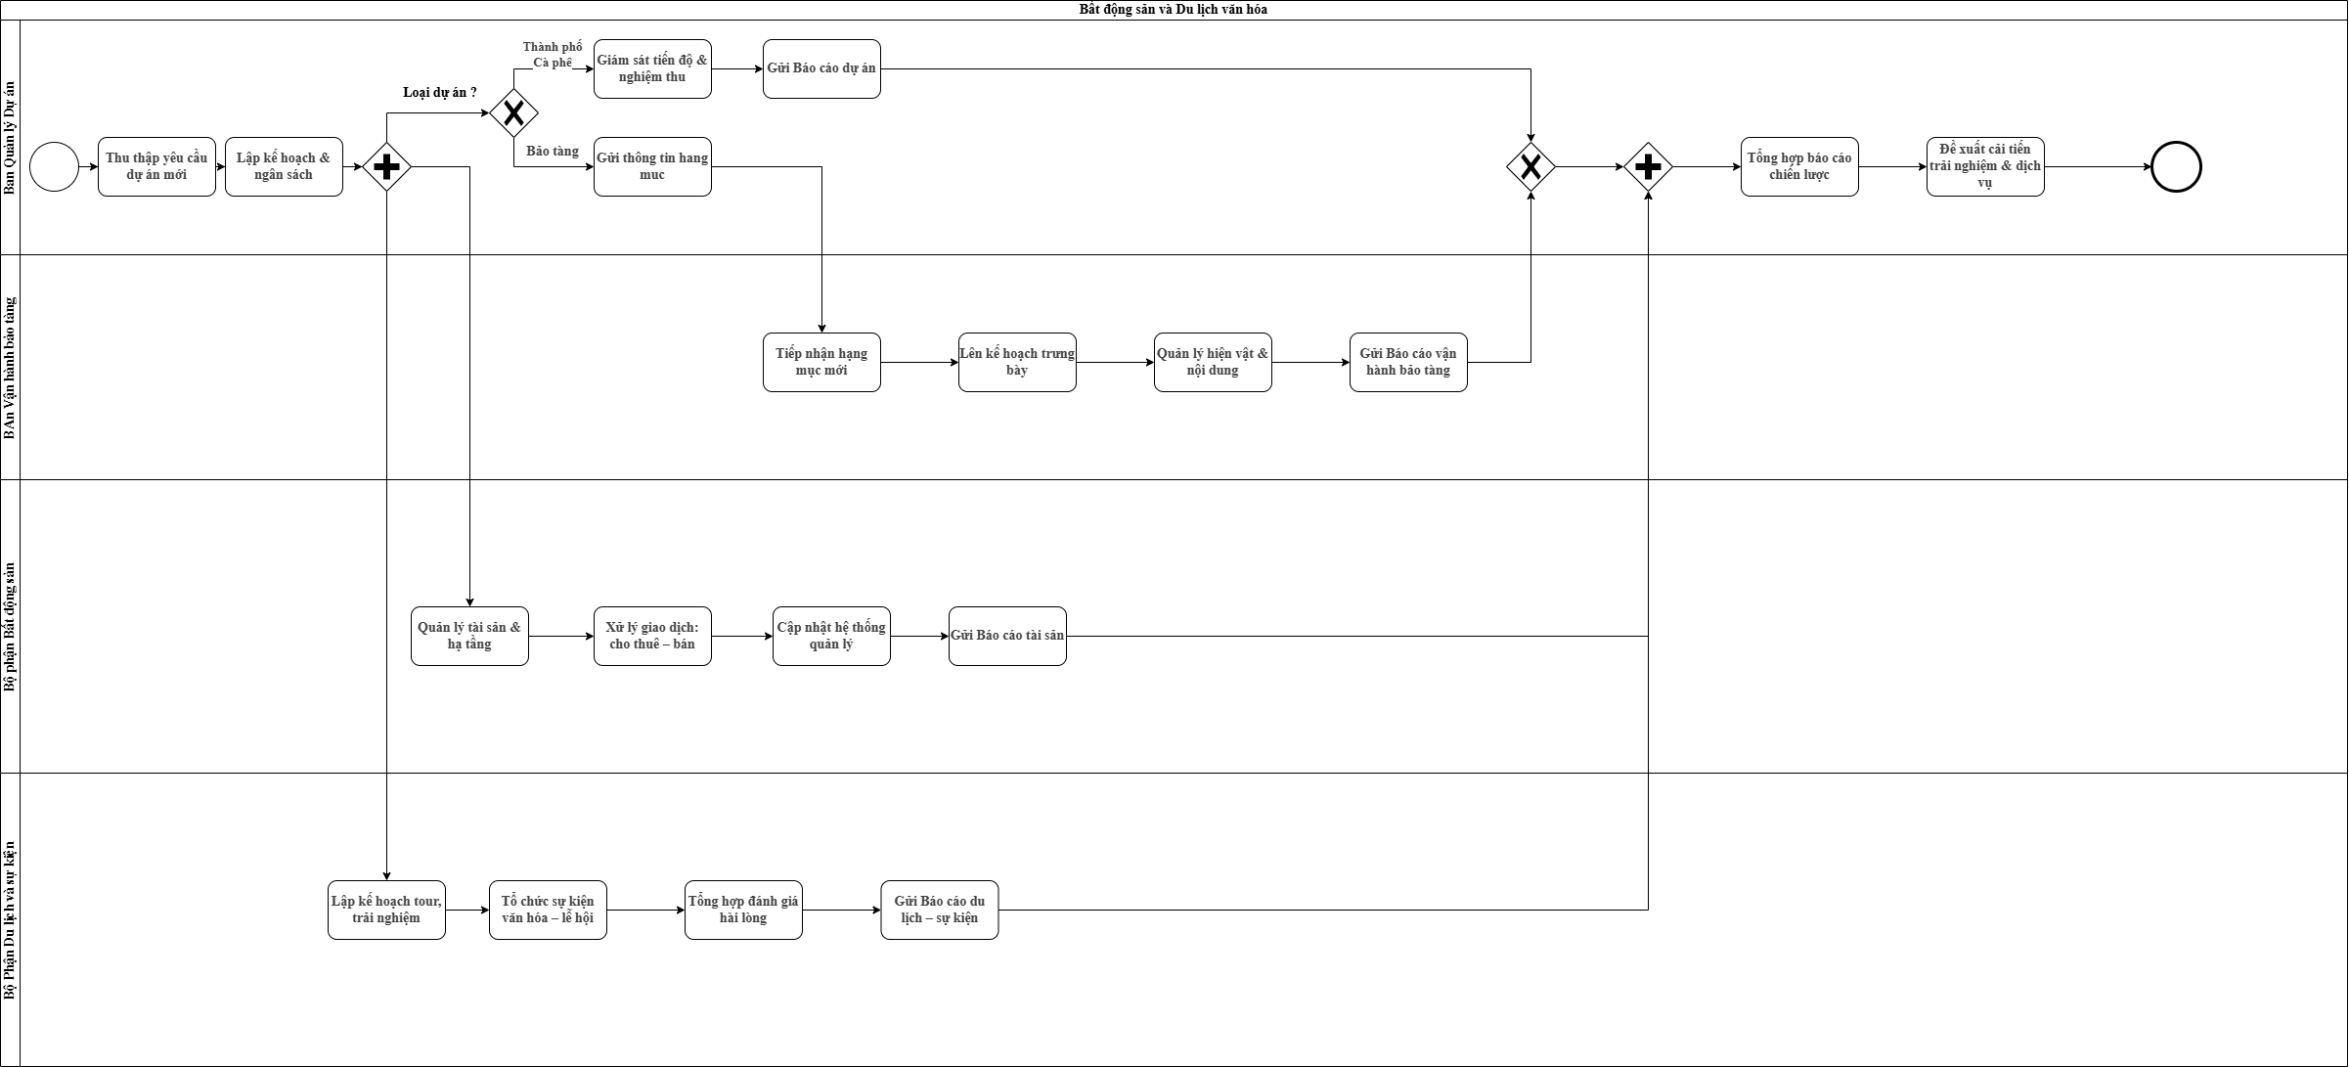 Bất động sản và Du lịch văn hóa
Ban Quản lý Dự án
Thành phố
Cà phê
Giám sát tiến độ &
nghiệm thu
Gửi Báo cáo dự án
Loại dự án ?
Bảo tàng
Thu thập yêu cầu
dự án mới
Lập kế hoạch &
ngân sách
Gửi thông tin hang
muc
Tổng hợp báo cáo
chiến lược
Đề xuất cải tiến
trải nghiệm & dịch
vụ
BAn Vận hành bảo tàng
Tiếp nhận hạng
mục mới
Lên kế hoạch trưng
bày
Quản lý hiện vật &
nội dung
Gửi Báo cáo vận
hành bảo tàng
Bộ phận Bất động sản
Quản lý tài sản &
hạ tầng
Xử lý giao dịch:
cho thuê – bán
Cập nhật hệ thống
quản lý
Gửi Báo cáo tài sản
Bộ Phận Du lịch và sự kiện
Lập kế hoạch tour,
trải nghiệm
Tổ chức sự kiện
văn hóa – lễ hội
Tổng hợp đánh giá
hài lòng
Gửi Báo cáo du
lịch – sự kiện